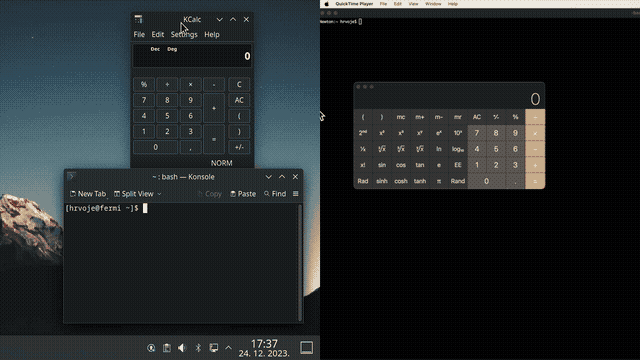 KCalc
File Edit Settings Help
Dec Deg
0
% ÷ × - C
7 8 9 + AC
4 5 6 (
1 2 3 = )
0 , +/-
NORM
~ : bash — Konsole
New Tab Split View Copy Paste Find
[hrvoje@fermi ~]$
17:37
24. 12. 2023.
QuickTime Player File Edit View Window Help
Newton:~ hrvoje$
0
( ) mc m+ m- mr AC ⁺∕₋ % ÷
2ⁿᵈ x² x³ xʸ eˣ 10ˣ 7 8 9 ×
¹∕ₓ ²√x ³√x ʸ√x ln log₁₀ 4 5 6 −
x! sin cos tan e EE 1 2 3 +
Rad sinh cosh tanh π Rand 0 . =